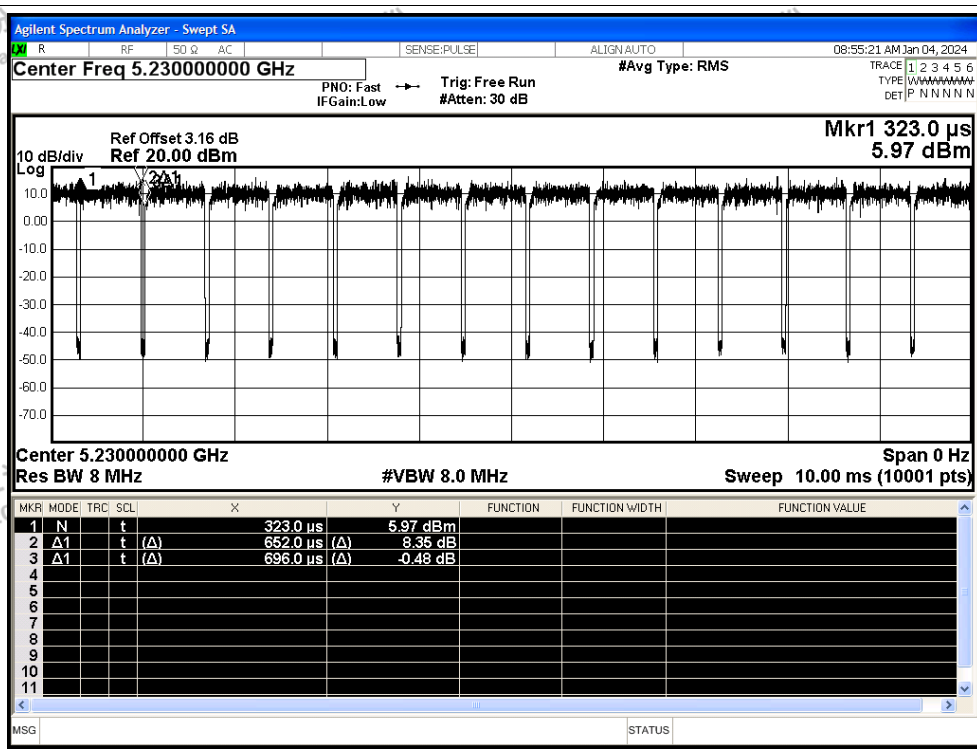 Agilent Spectrum Analyzer - Swept SA
LXI R RF 50 Ω AC SENSE:PULSE ALIGN AUTO 08:55:21 AM Jan 04, 2024
Center Freq 5.230000000 GHz #Avg Type: RMS TRACE 1 2 3 4 5 6
PNO: Fast Trig: Free Run TYPE
IFGain:Low #Atten: 30 dB DET P N N N N N
Mkr1 323.0 µs
5.97 dBm
Ref Offset 3.16 dB
10 dB/div Ref 20.00 dBm
Log
1 2Δ1
10.0
0.00
-10.0
-20.0
-30.0
-40.0
-50.0
-60.0
-70.0
Center 5.230000000 GHz Span 0 Hz
Res BW 8 MHz #VBW 8.0 MHz Sweep 10.00 ms (10001 pts)
MKR MODE TRC SCL X Y FUNCTION FUNCTION WIDTH FUNCTION VALUE
1 N t 323.0 µs 5.97 dBm
2 Δ1 t (Δ) 652.0 µs (Δ) 8.35 dB
3 Δ1 t (Δ) 696.0 µs (Δ) -0.48 dB
4
5
6
7
8
9
10
11
MSG STATUS